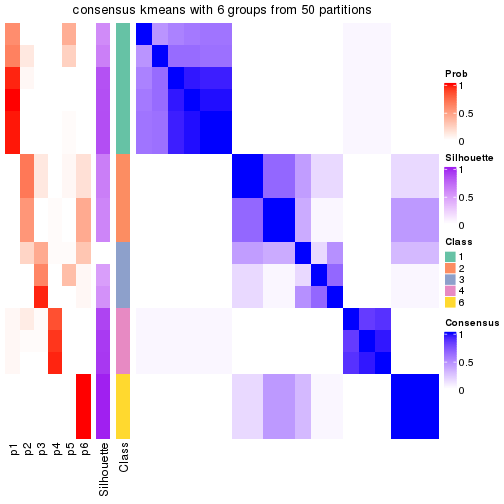 consensus kmeans with 6 groups from 50 partitions
Prob
1
0.5
0
Silhouette
1
0.5
0
Class
1
2
3
4
6
Consensus
1
0.5
0
p1
p2
p3
p4
p5
p6
Silhouette
Class